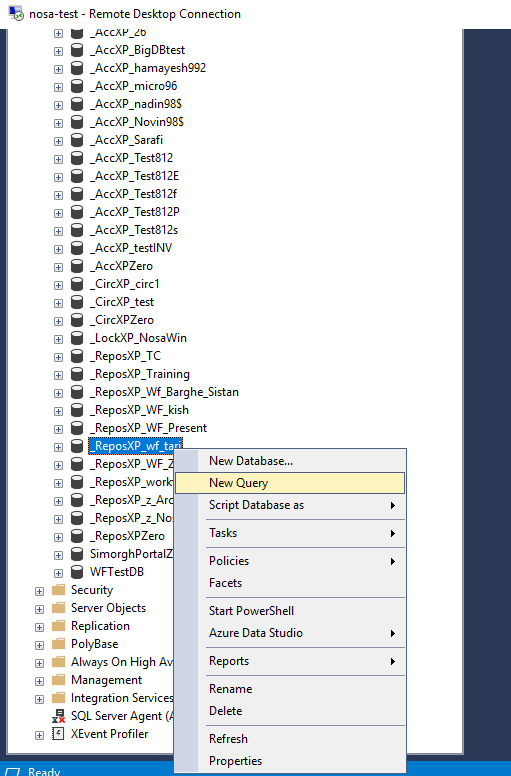 nosa-test - Remote Desktop Connection
_AccXP_26
_AccXP_BigDBtest
_AccXP_hamayesh992
_AccXP_micro96
_AccXP_nadin98$
_AccXP_Novin98$
_AccXP_Sarafi
_AccXP_Test812
_AccXP_Test812E
_AccXP_Test812f
_AccXP_Test812P
_AccXP_Test812s
_AccXP_testINV
_AccXPZero
_CircXP_circ1
_CircXP_test
_CircXPZero
_LockXP_NosaWin
_ReposXP_TC
_ReposXP_Training
_ReposXP_Wf_Barghe_Sistan
_ReposXP_WF_kish
_ReposXP_WF_Present
_ReposXP_wf_tari
_ReposXP_WF_Z
_ReposXP_work
_ReposXP_z_Arc
_ReposXP_z_No
_ReposXPZero
SimorghPortalZ
WFTestDB
Security
Server Objects
Replication
PolyBase
Always On High Av
Management
Integration Services
SQL Server Agent (A
XEvent Profiler
New Database...
New Query
Script Database as
Tasks
Policies
Facets
Start PowerShell
Azure Data Studio
Reports
Rename
Delete
Refresh
Properties
Ready